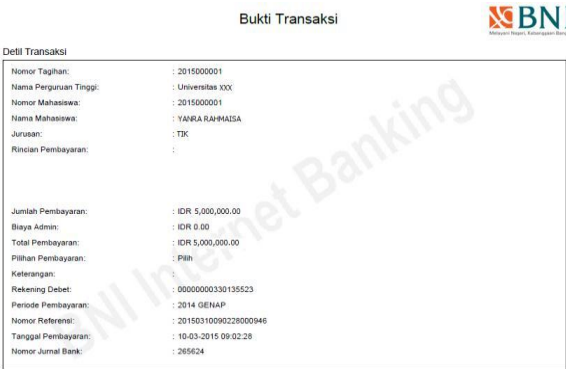 Bukti Transaksi
BNI
Melayani Negeri, Kebanggaan Bangsa
Detil Transaksi
Nomor Tagihan: : 2015000001
Nama Perguruan Tinggi: : Universitas XXX
Nomor Mahasiswa: : 2015000001
Nama Mahasiswa: : YANRA RAHMAISA
Jurusan: : TIK
Rincian Pembayaran: :
Jumlah Pembayaran: : IDR 5,000,000.00
Biaya Admin: : IDR 0.00
Total Pembayaran: : IDR 5,000,000.00
Pilihan Pembayaran: : Pilih
Keterangan: :
Rekening Debet: : 00000000330135523
Periode Pembayaran: : 2014 GENAP
Nomor Referensi: : 20150310090228000946
Tanggal Pembayaran: : 10-03-2015 09:02:28
Nomor Jurnal Bank: : 265624
BNI Internet Banking